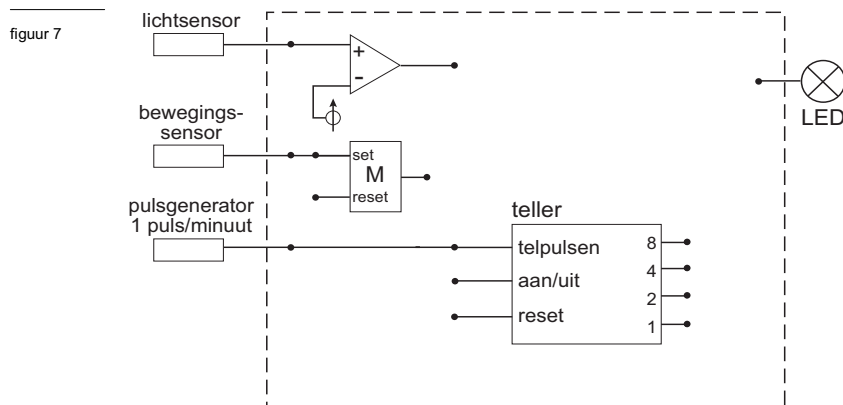 figuur 7
lichtsensor
+
-
bewegings-
sensor
set
M
reset
pulsgenerator
1 puls/minuut
teller
telpulsen
aan/uit
reset
8
4
2
1
LED